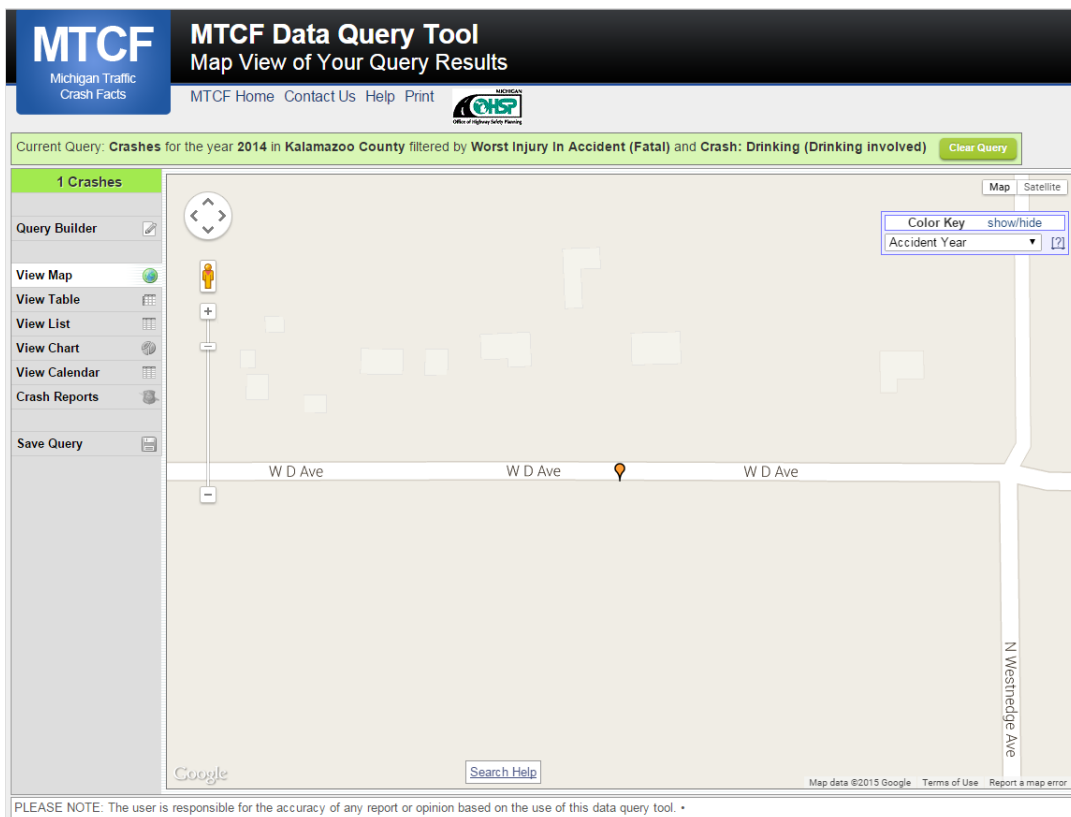 MTCF
Michigan Traffic
Crash Facts
MTCF Data Query Tool
Map View of Your Query Results
MTCF Home Contact Us Help Print
MICHIGAN
OHSP
Office of Highway Safety Planning
Current Query: Crashes for the year 2014 in Kalamazoo County filtered by Worst Injury In Accident (Fatal) and Crash: Drinking (Drinking involved) Clear Query
1 Crashes
Query Builder
View Map
View Table
View List
View Chart
View Calendar
Crash Reports
Save Query
Map Satellite
Color Key show/hide
Accident Year [?]
W D Ave W D Ave W D Ave
N Westnedge Ave
Google
Search Help
Map data ©2015 Google Terms of Use Report a map error
PLEASE NOTE: The user is responsible for the accuracy of any report or opinion based on the use of this data query tool. •